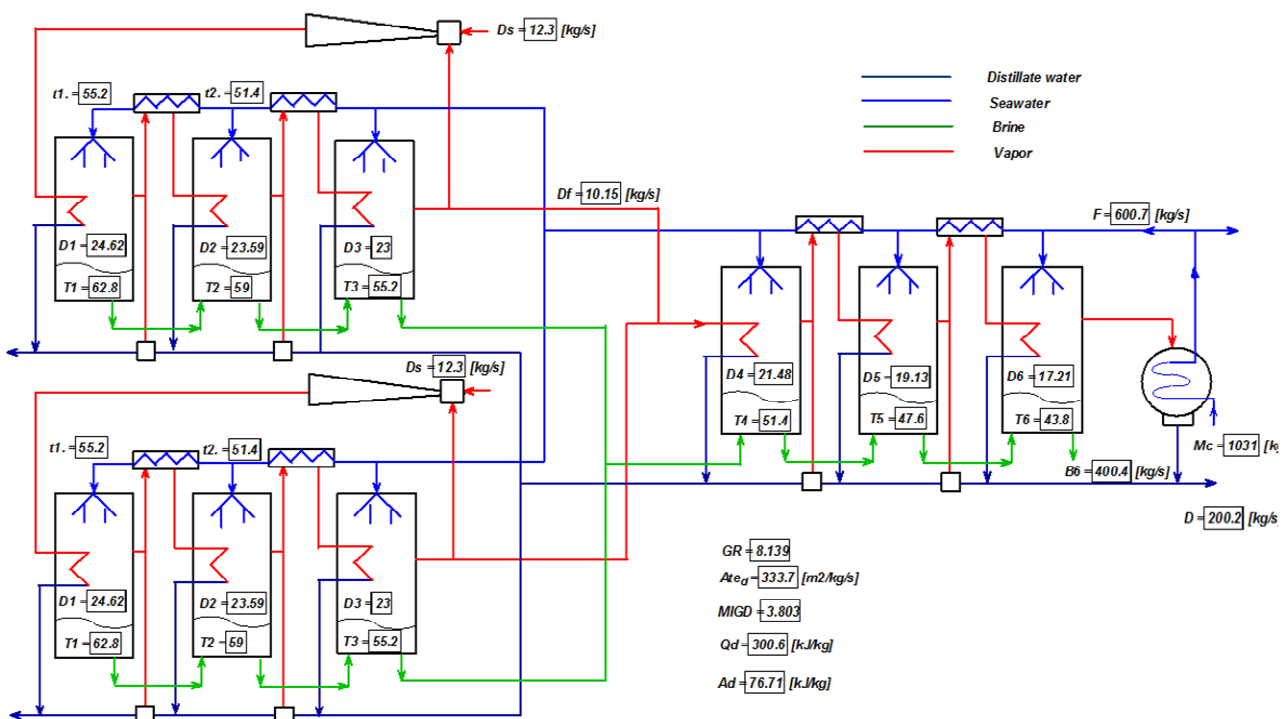 Ds = 12.3 [kg/s]
t1. = 55.2
t2. = 51.4
Distillate water
Seawater
Brine
Vapor
D1 = 24.62
D2 = 23.59
D3 = 23
T1 = 62.8
T2 = 59
T3 = 55.2
Df = 10.15 [kg/s]
F = 600.7 [kg/s]
D4 = 21.48
D5 = 19.13
D6 = 17.21
T4 = 51.4
T5 = 47.6
T6 = 43.8
Mc = 1031 [k
B6 = 400.4 [kg/s]
D = 200.2 [kg/s
Ds = 12.3 [kg/s]
t1. = 55.2
t2. = 51.4
D1 = 24.62
D2 = 23.59
D3 = 23
T1 = 62.8
T2 = 59
T3 = 55.2
GR = 8.139
Ate_d = 333.7 [m2/kg/s]
MIGD = 3.803
Qd = 300.6 [kJ/kg]
Ad = 76.71 [kJ/kg]